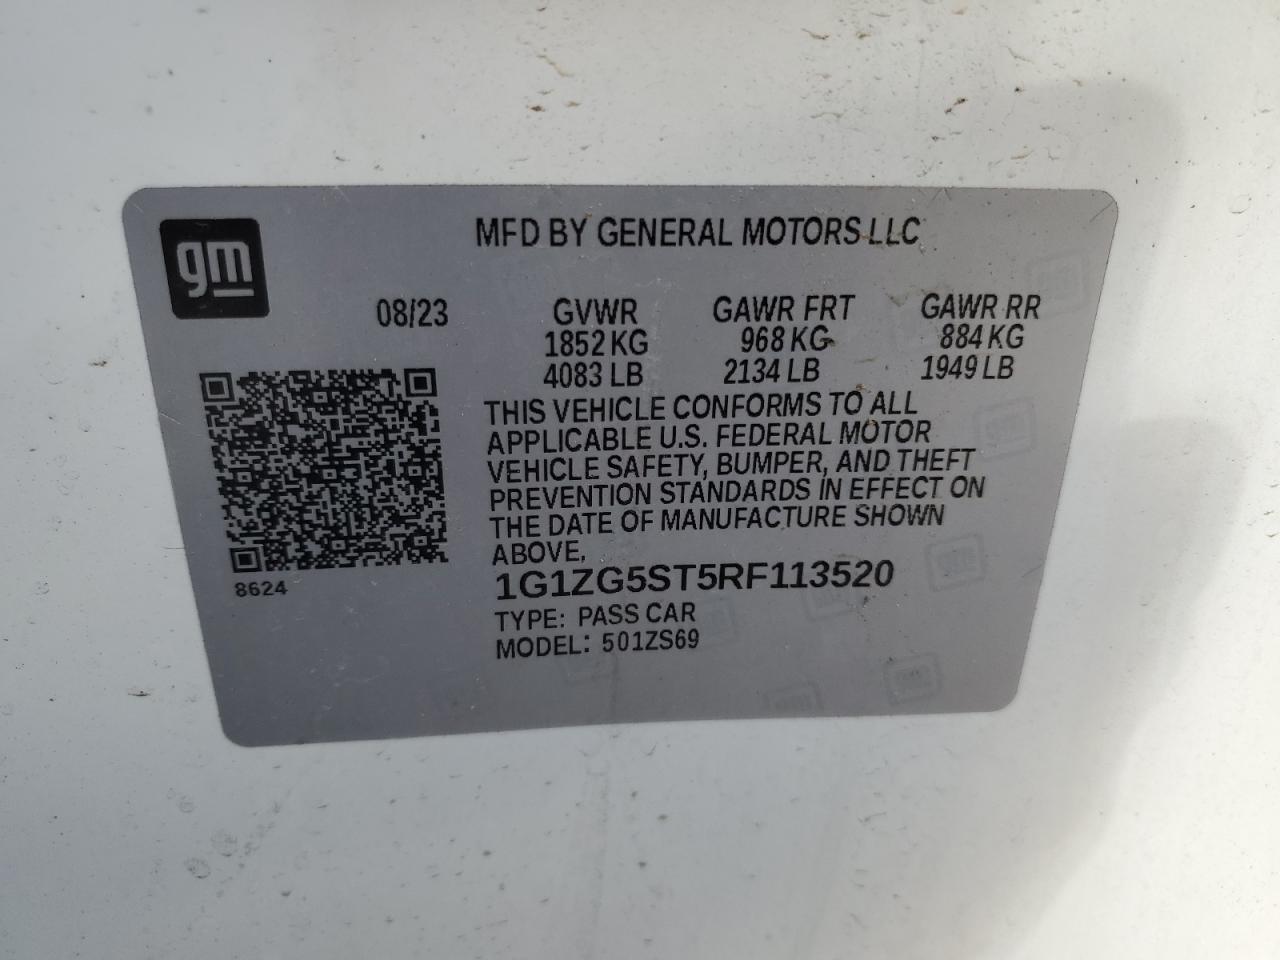 gm
MFD BY GENERAL MOTORS LLC
08/23 GVWR GAWR FRT GAWR RR
1852 KG 968 KG 884 KG
4083 LB 2134 LB 1949 LB
THIS VEHICLE CONFORMS TO ALL
APPLICABLE U.S. FEDERAL MOTOR
VEHICLE SAFETY, BUMPER, AND THEFT
PREVENTION STANDARDS IN EFFECT ON
THE DATE OF MANUFACTURE SHOWN
ABOVE.
8624
1G1ZG5ST5RF113520
TYPE: PASS CAR
MODEL: 501ZS69